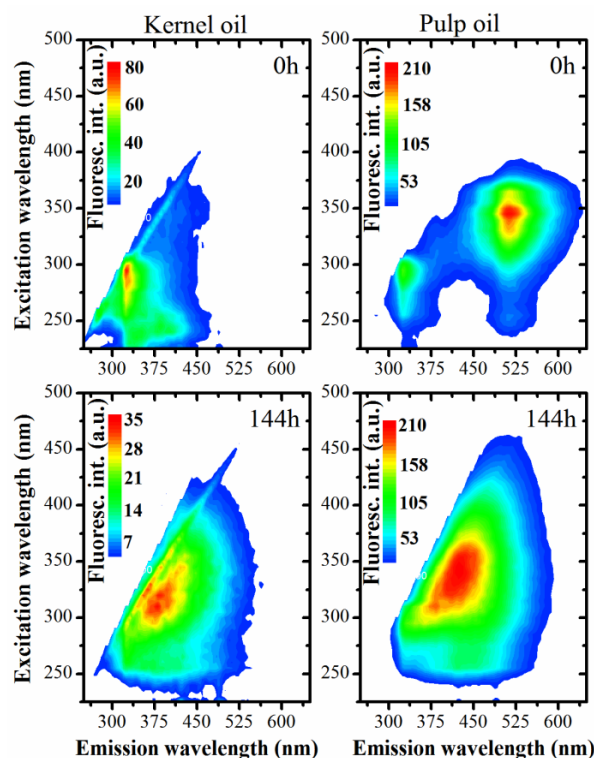 Kernel oil
Pulp oil
500
450
400
350
300
250
Excitation wavelength (nm)
Fluoresc. int. (a.u.)
80
60
40
20
0h
Fluoresc. int. (a.u.)
210
158
105
53
0h
300 375 450 525 600
300 375 450 525 600
500
450
400
350
300
250
Excitation wavelength (nm)
Fluoresc. int. (a.u.)
35
28
21
14
7
144h
Fluoresc. int. (a.u.)
210
158
105
53
144h
300 375 450 525 600
300 375 450 525 600
Emission wavelength (nm)
Emission wavelength (nm)